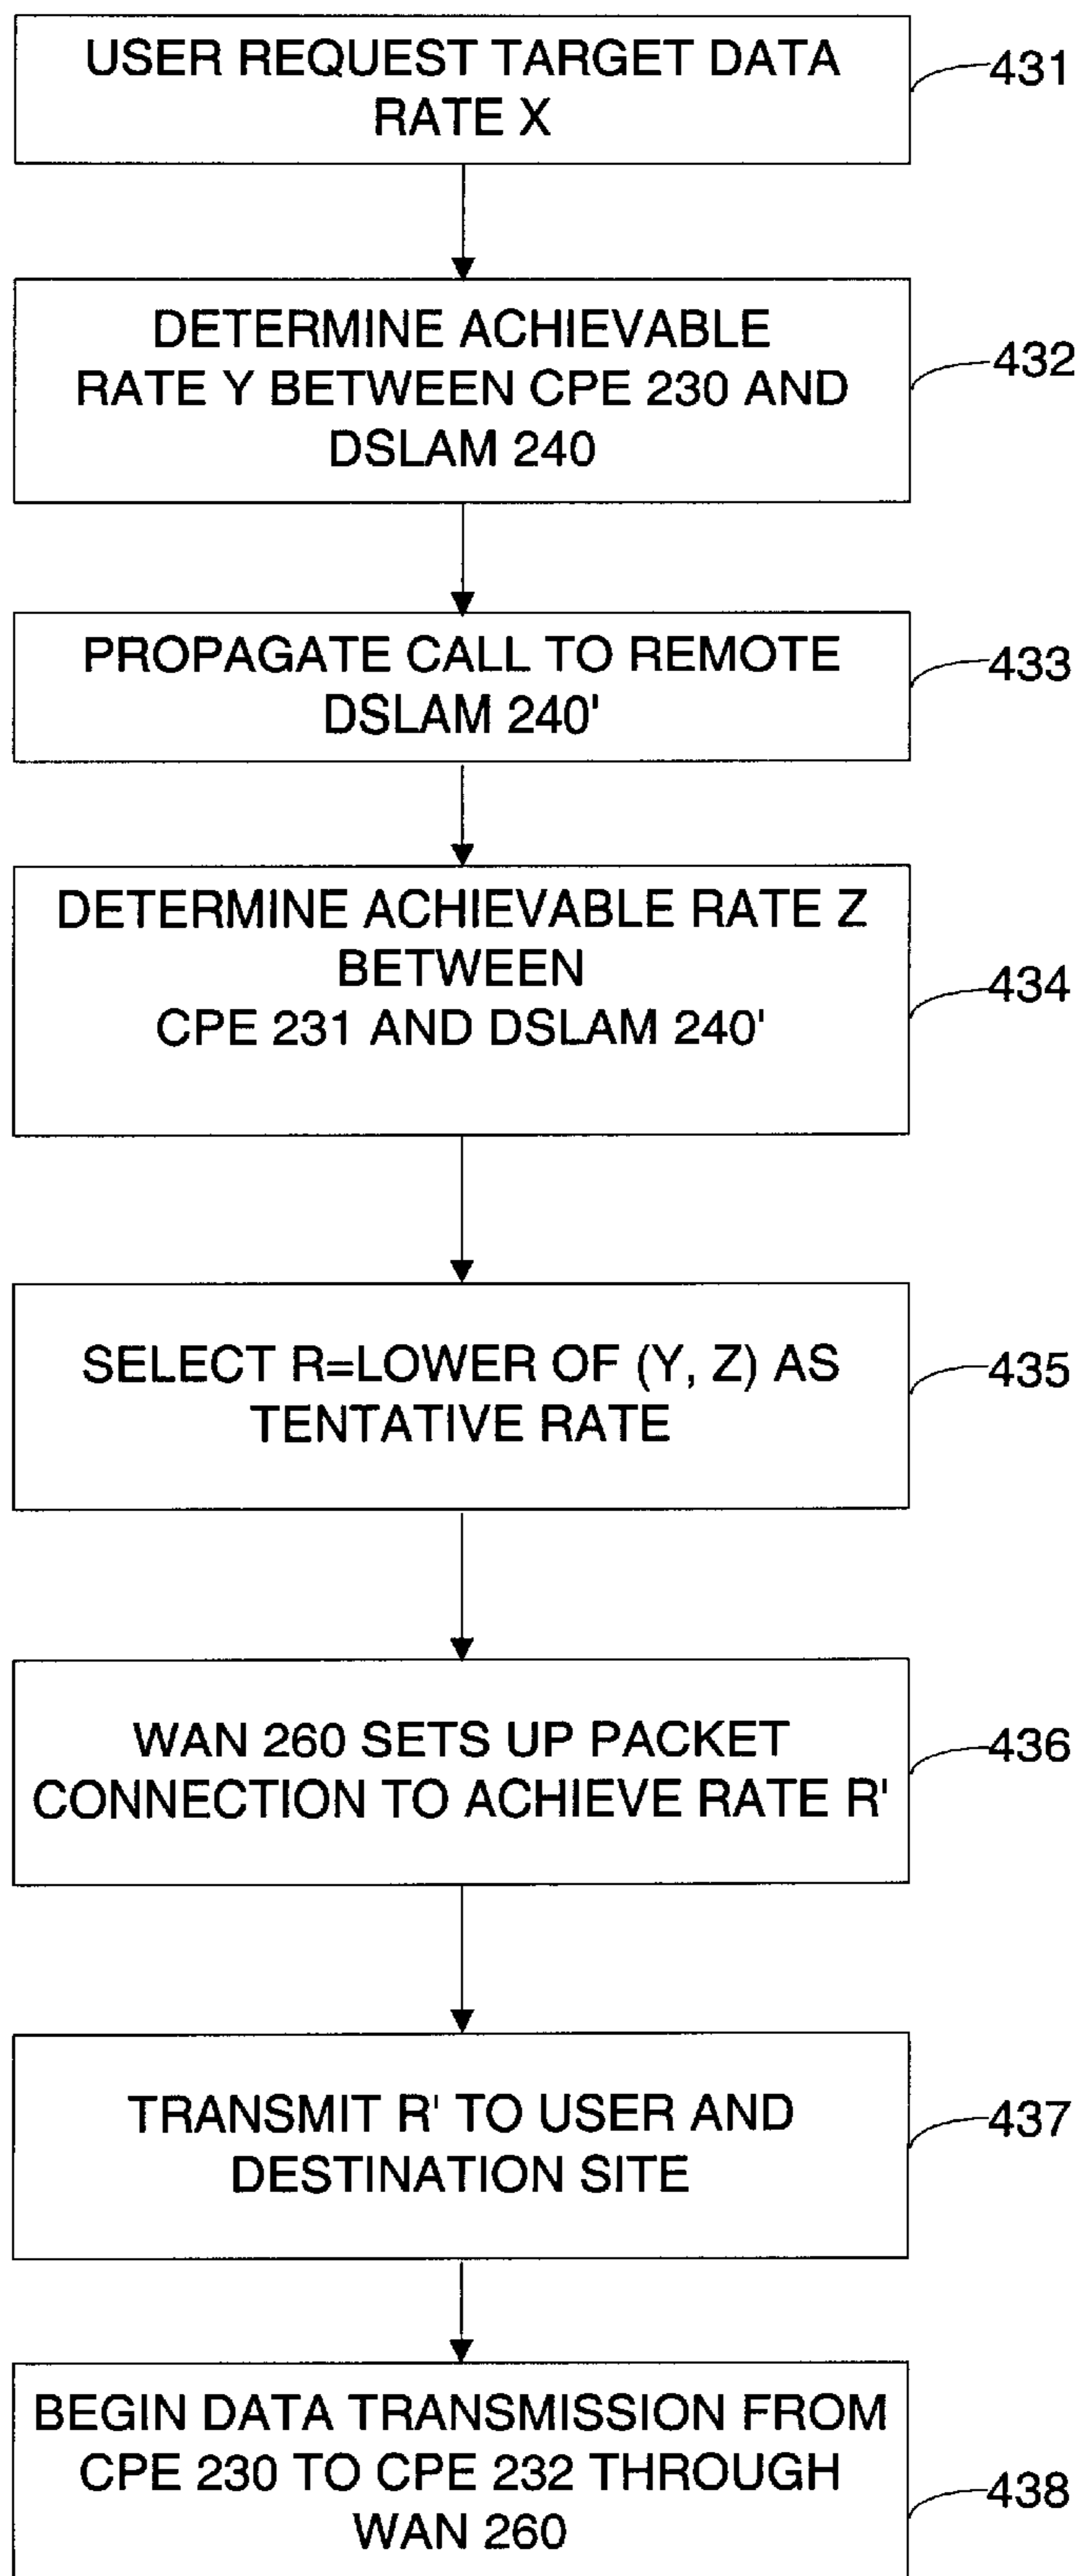 USER REQUEST TARGET DATA
RATE X
431
DETERMINE ACHIEVABLE
RATE Y BETWEEN CPE 230 AND
DSLAM 240
432
PROPAGATE CALL TO REMOTE
DSLAM 240'
433
DETERMINE ACHIEVABLE RATE Z
BETWEEN
CPE 231 AND DSLAM 240'
434
SELECT R=LOWER OF (Y, Z) AS
TENTATIVE RATE
435
WAN 260 SETS UP PACKET
CONNECTION TO ACHIEVE RATE R'
436
TRANSMIT R' TO USER AND
DESTINATION SITE
437
BEGIN DATA TRANSMISSION FROM
CPE 230 TO CPE 232 THROUGH
WAN 260
438